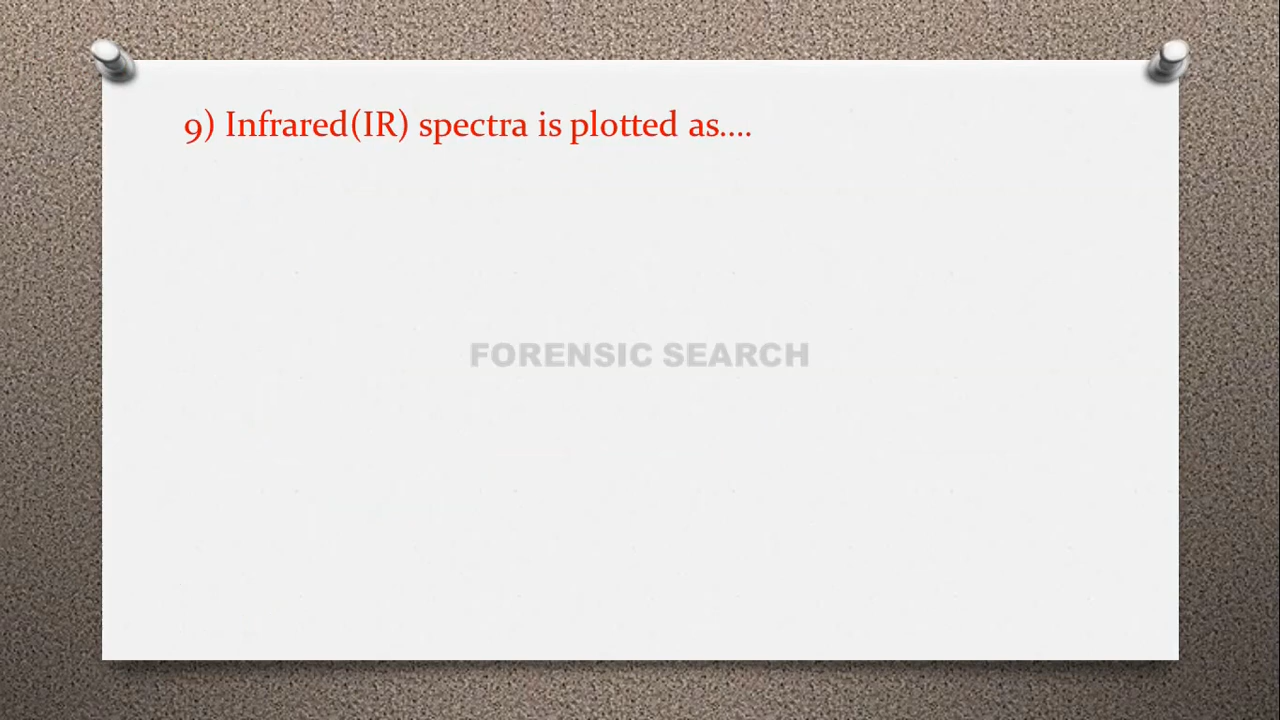 9) Infrared(IR) spectra is plotted as....
FORENSIC SEARCH